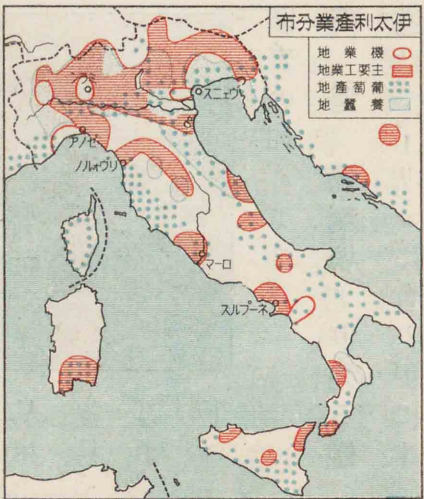 伊太利產業分布
機業地
主要工業地
葡萄產地
養蠶地
ヴェニス
ゼノア
リヴォルノ
ローマ
ネープルス